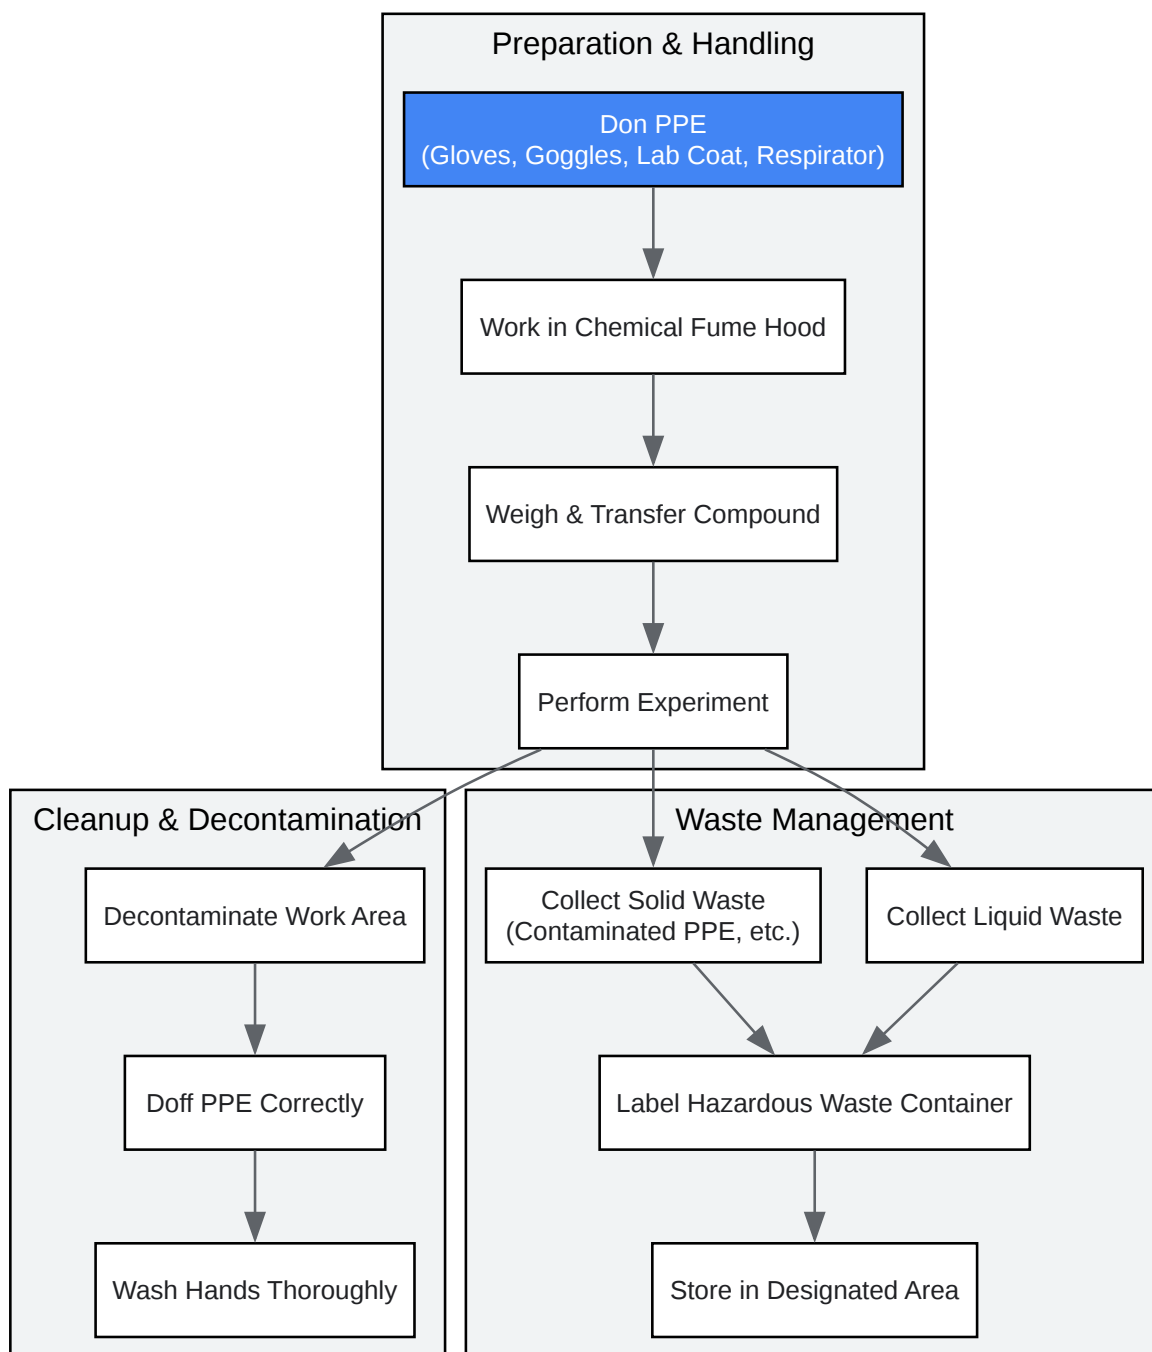 Preparation & Handling
Don PPE
(Gloves, Goggles, Lab Coat, Respirator)
Work in Chemical Fume Hood
Weigh & Transfer Compound
Perform Experiment
Cleanup & Decontamination
Decontaminate Work Area
Doff PPE Correctly
Wash Hands Thoroughly
Waste Management
Collect Solid Waste
(Contaminated PPE, etc.)
Collect Liquid Waste
Label Hazardous Waste Container
Store in Designated Area